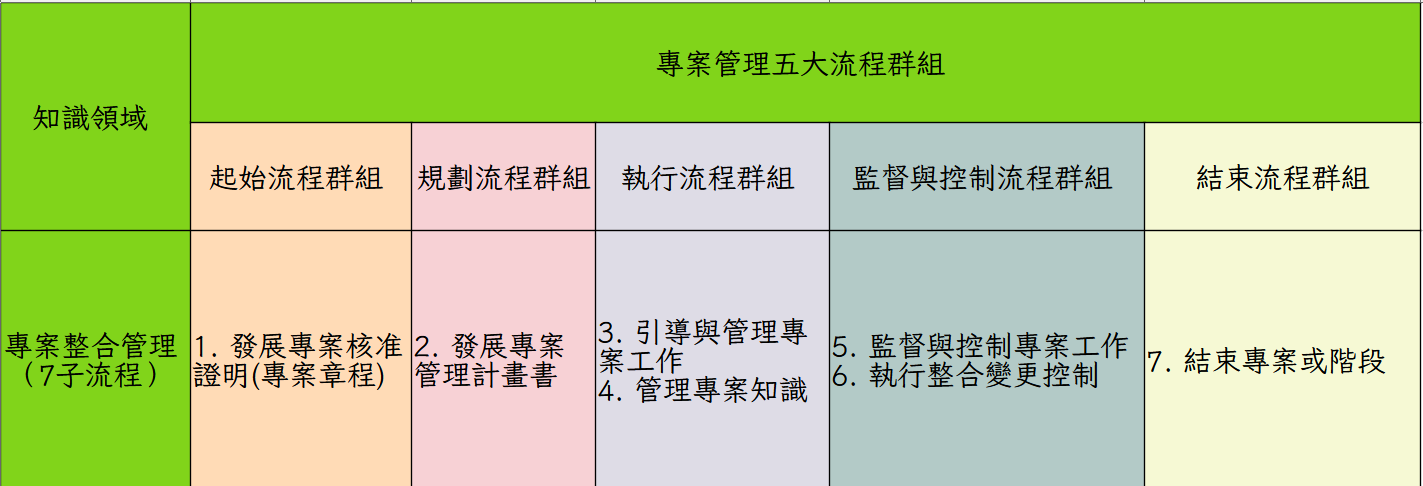 知識領域
專案管理五大流程群組
起始流程群組
規劃流程群組
執行流程群組
監督與控制流程群組
結束流程群組
專案整合管理
（7子流程）
1. 發展專案核准
證明(專案章程)
2. 發展專案
管理計畫書
3. 引導與管理專
案工作
4. 管理專案知識
5. 監督與控制專案工作
6. 執行整合變更控制
7. 結束專案或階段